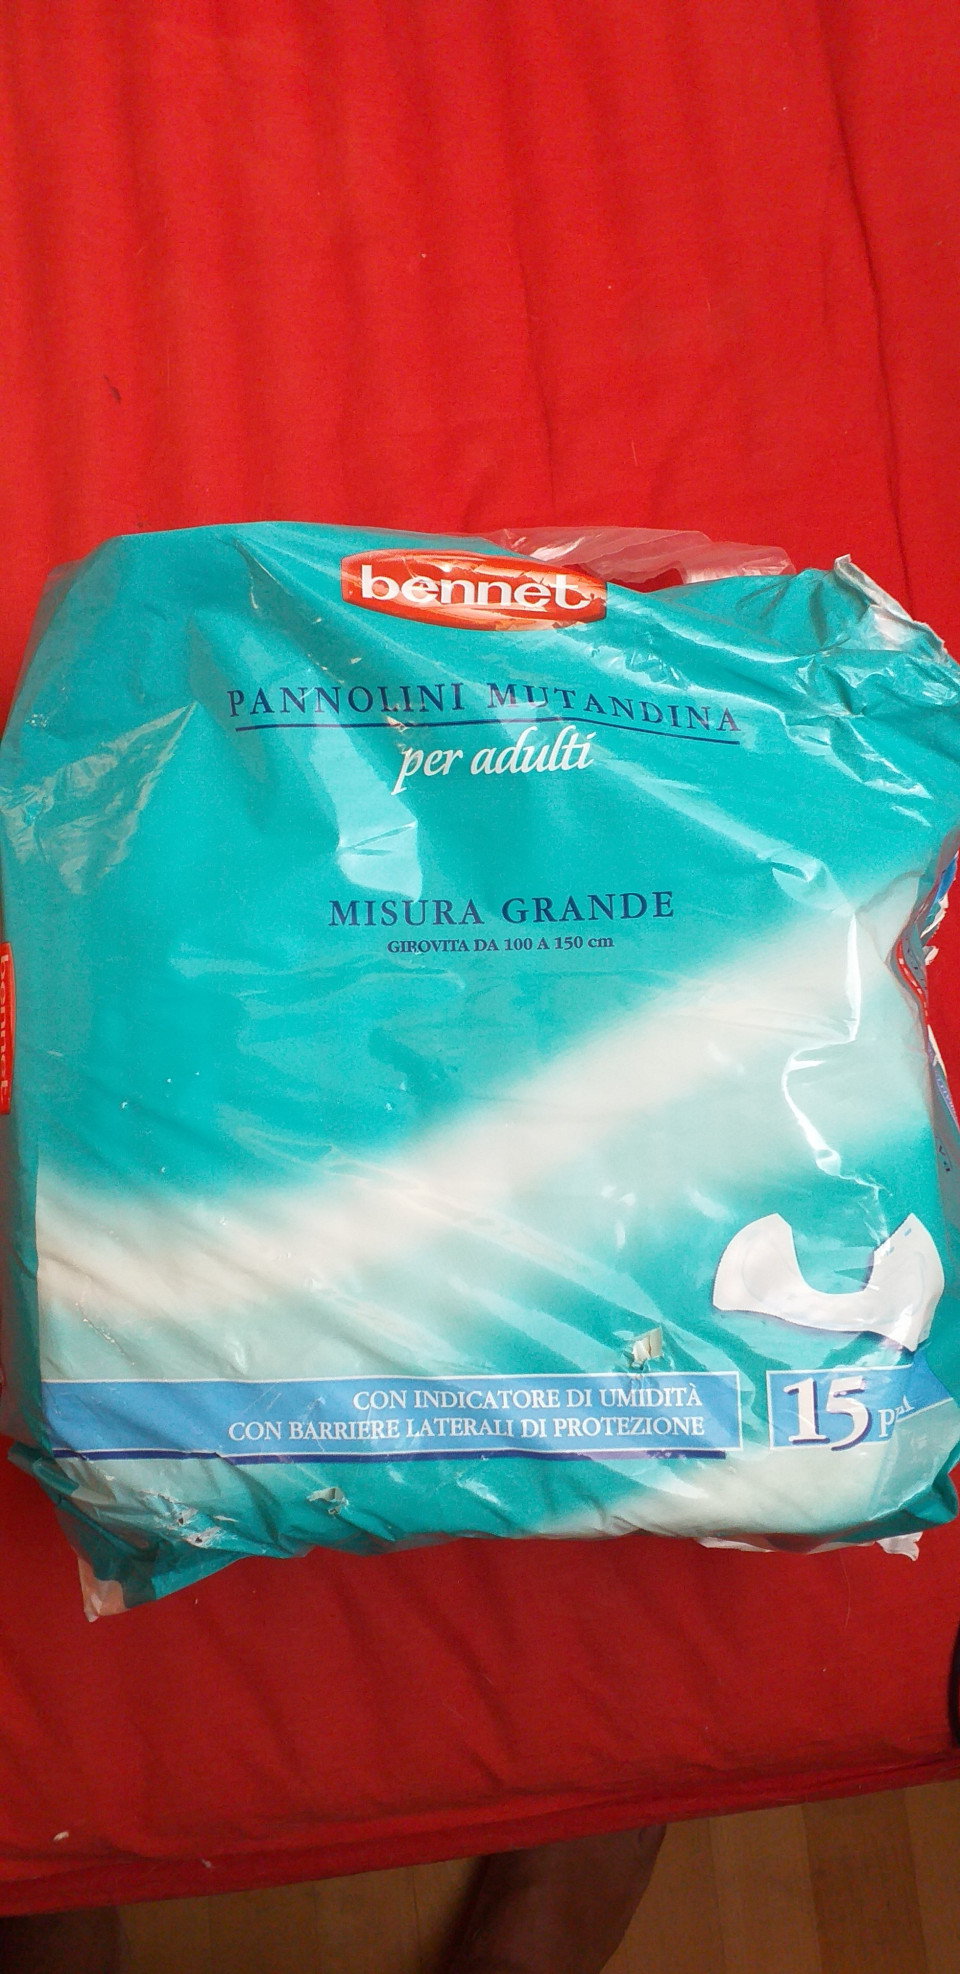 bennet
PANNOLINI MUTANDINA
per adulti
MISURA GRANDE
GIROVITA DA 100 A 150 cm
CON INDICATORE DI UMIDITÀ
CON BARRIERE LATERALI DI PROTEZIONE
15
bennet